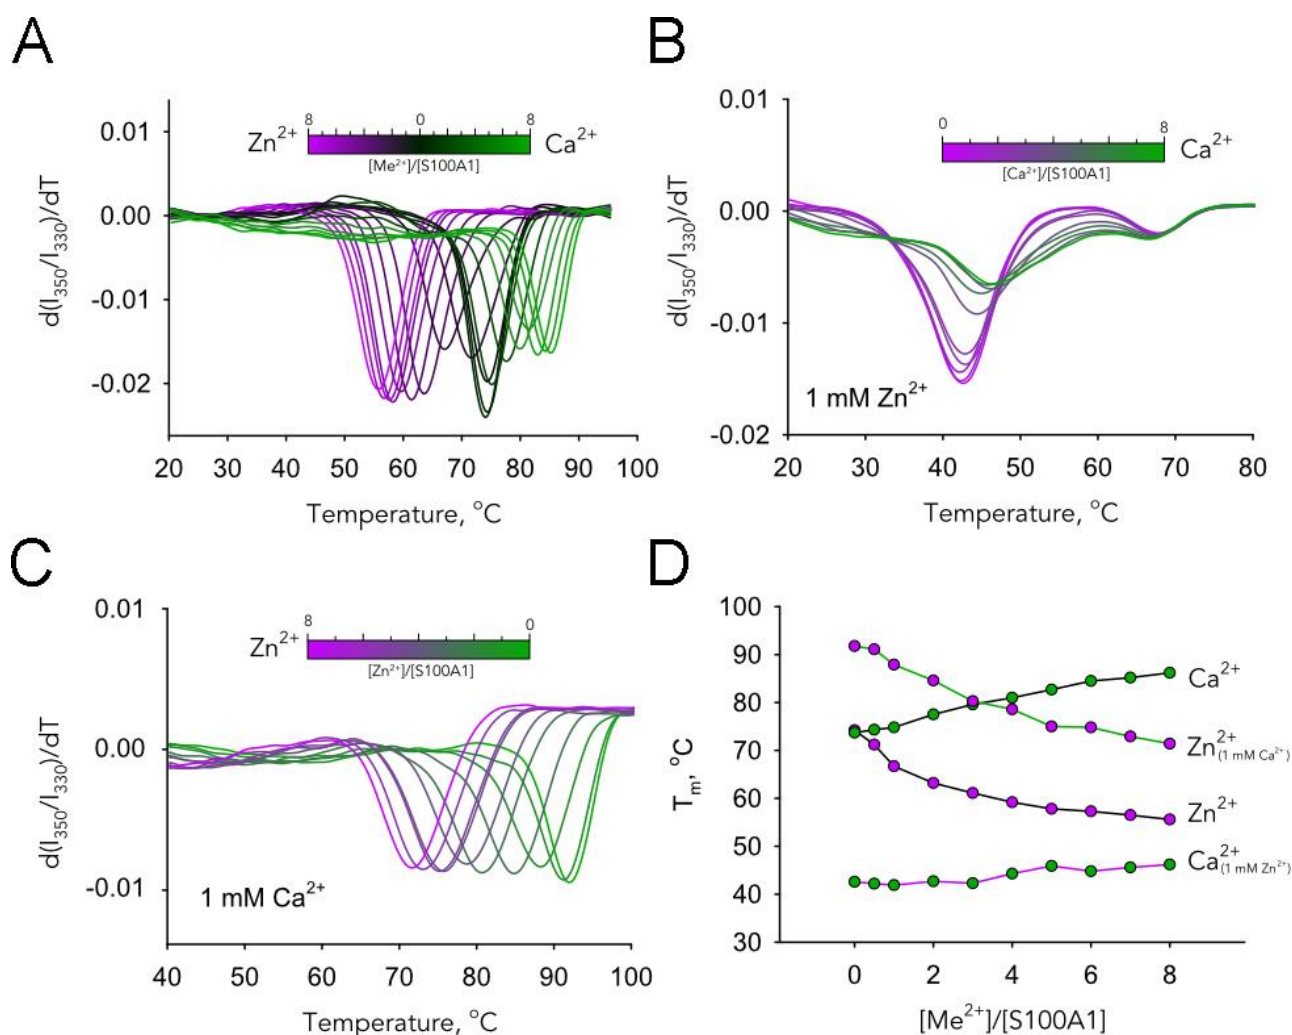 A
0.01
0.00
-0.01
-0.02
d(I350/I330)/dT
Zn2+
8
0
8
Ca2+
[Me2+]/[S100A1]
20
30
40
50
60
70
80
90
100
Temperature, oC
B
0.01
0.00
-0.01
-0.02
d(I350/I330)/dT
0
8
Ca2+
[Ca2+]/[S100A1]
1 mM Zn2+
20
30
40
50
60
70
80
Temperature, oC
C
0.01
0.00
-0.01
d(I350/I330)/dT
Zn2+
8
0
[Zn2+]/[S100A1]
1 mM Ca2+
40
50
60
70
80
90
100
Temperature, oC
D
100
90
80
70
60
50
40
30
Tm, oC
Ca2+
Zn2+(1 mM Ca2+)
Zn2+
Ca2+(1 mM Zn2+)
0
2
4
6
8
[Me2+]/[S100A1]